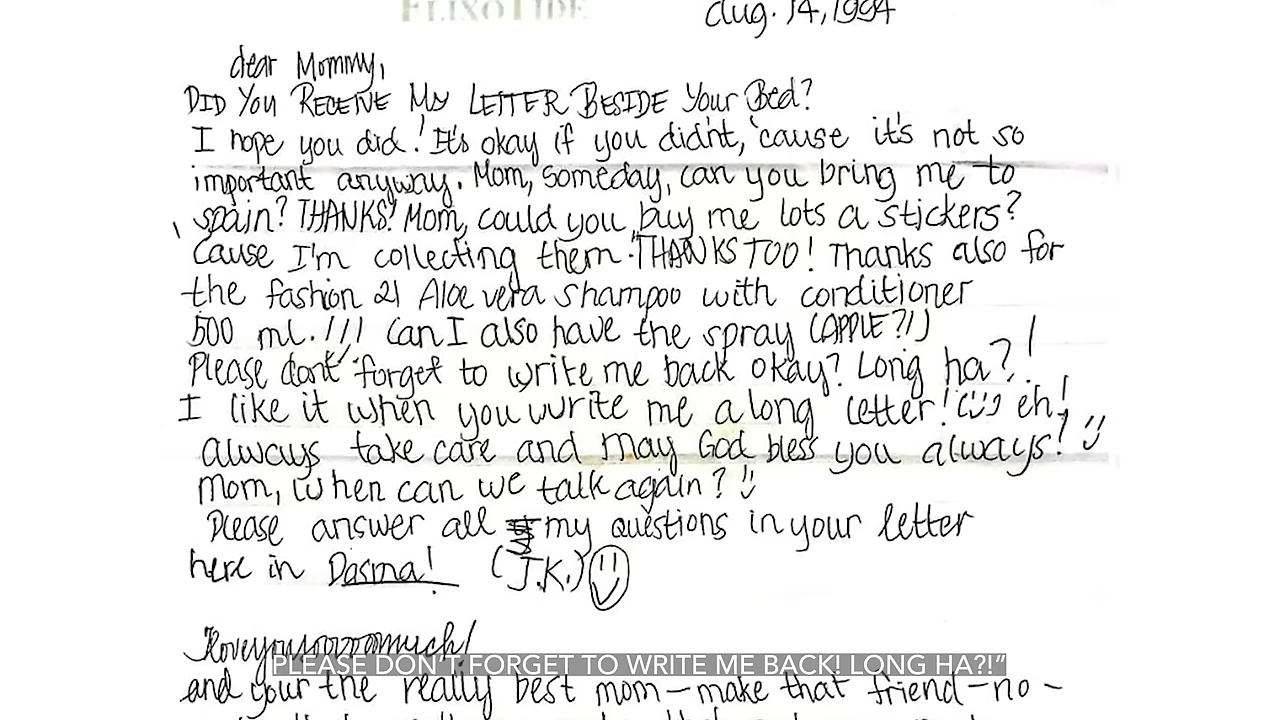 FLIXOTIDE
Aug. 14, 1994
dear Mommy,
DID YOU RECEIVE MY LETTER BESIDE Your Bed?
I hope you did! It's okay if you didn't, 'cause it's not so
important anyway. Mom, someday, can you bring me to
spain? THANKS! Mom, could you buy me lots a stickers?
Cause I'm collecting them. THANKS TOO! Thanks also for
the fashion 21 Aloe vera shampoo with conditioner
500 ml.!!! Can I also have the spray (APPLE?!)
Please don't forget to write me back okay? Long ha?!
I like it when you write me a long letter! eh!
always take care and may God bless you always!
Mom, when can we talk again?
Please answer all my questions in your letter
here in Dasma! (J.K.)
I love you soooo much!
PLEASE DON'T FORGET TO WRITE ME BACK! LONG HA?!”
and your the really best mom – make that friend – no –